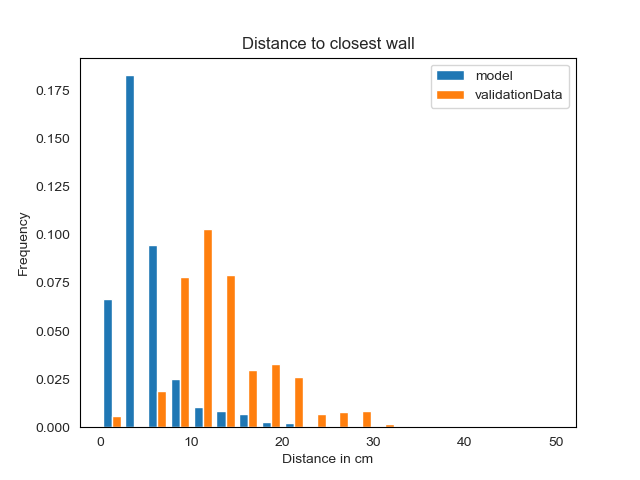 Distance to closest wall
model
validationData
0.175
0.150
0.125
0.100
0.075
0.050
0.025
0.000
Frequency
0 10 20 30 40 50
Distance in cm